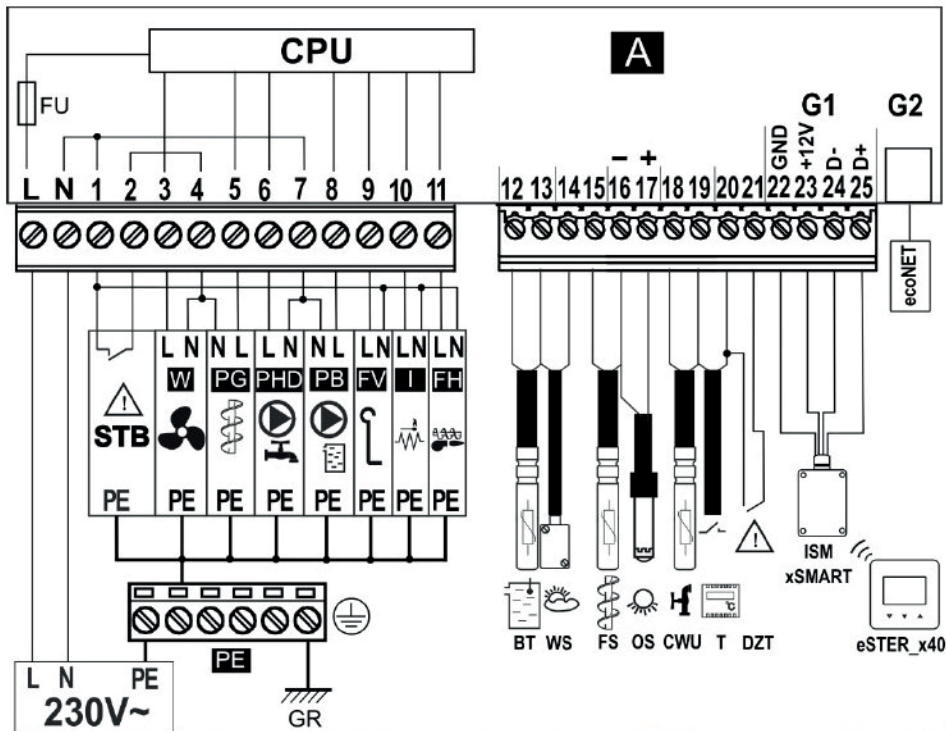 CPU
A
FU
G1
G2
GND
+12V
D-
D+
− +
L N 1 2 3 4 5 6 7 8 9 10 11
12 13 14 15 16 17 18 19 20 21 22 23 24 25
ecoNET
L N N L L N N L L N L N L N
W PG PHD PB FV I FH
STB
PE PE PE PE PE PE PE PE
ISM
xSMART
°C
BT WS FS OS CWU T DZT
eSTER_x40
PE
L N PE
230V~
GR